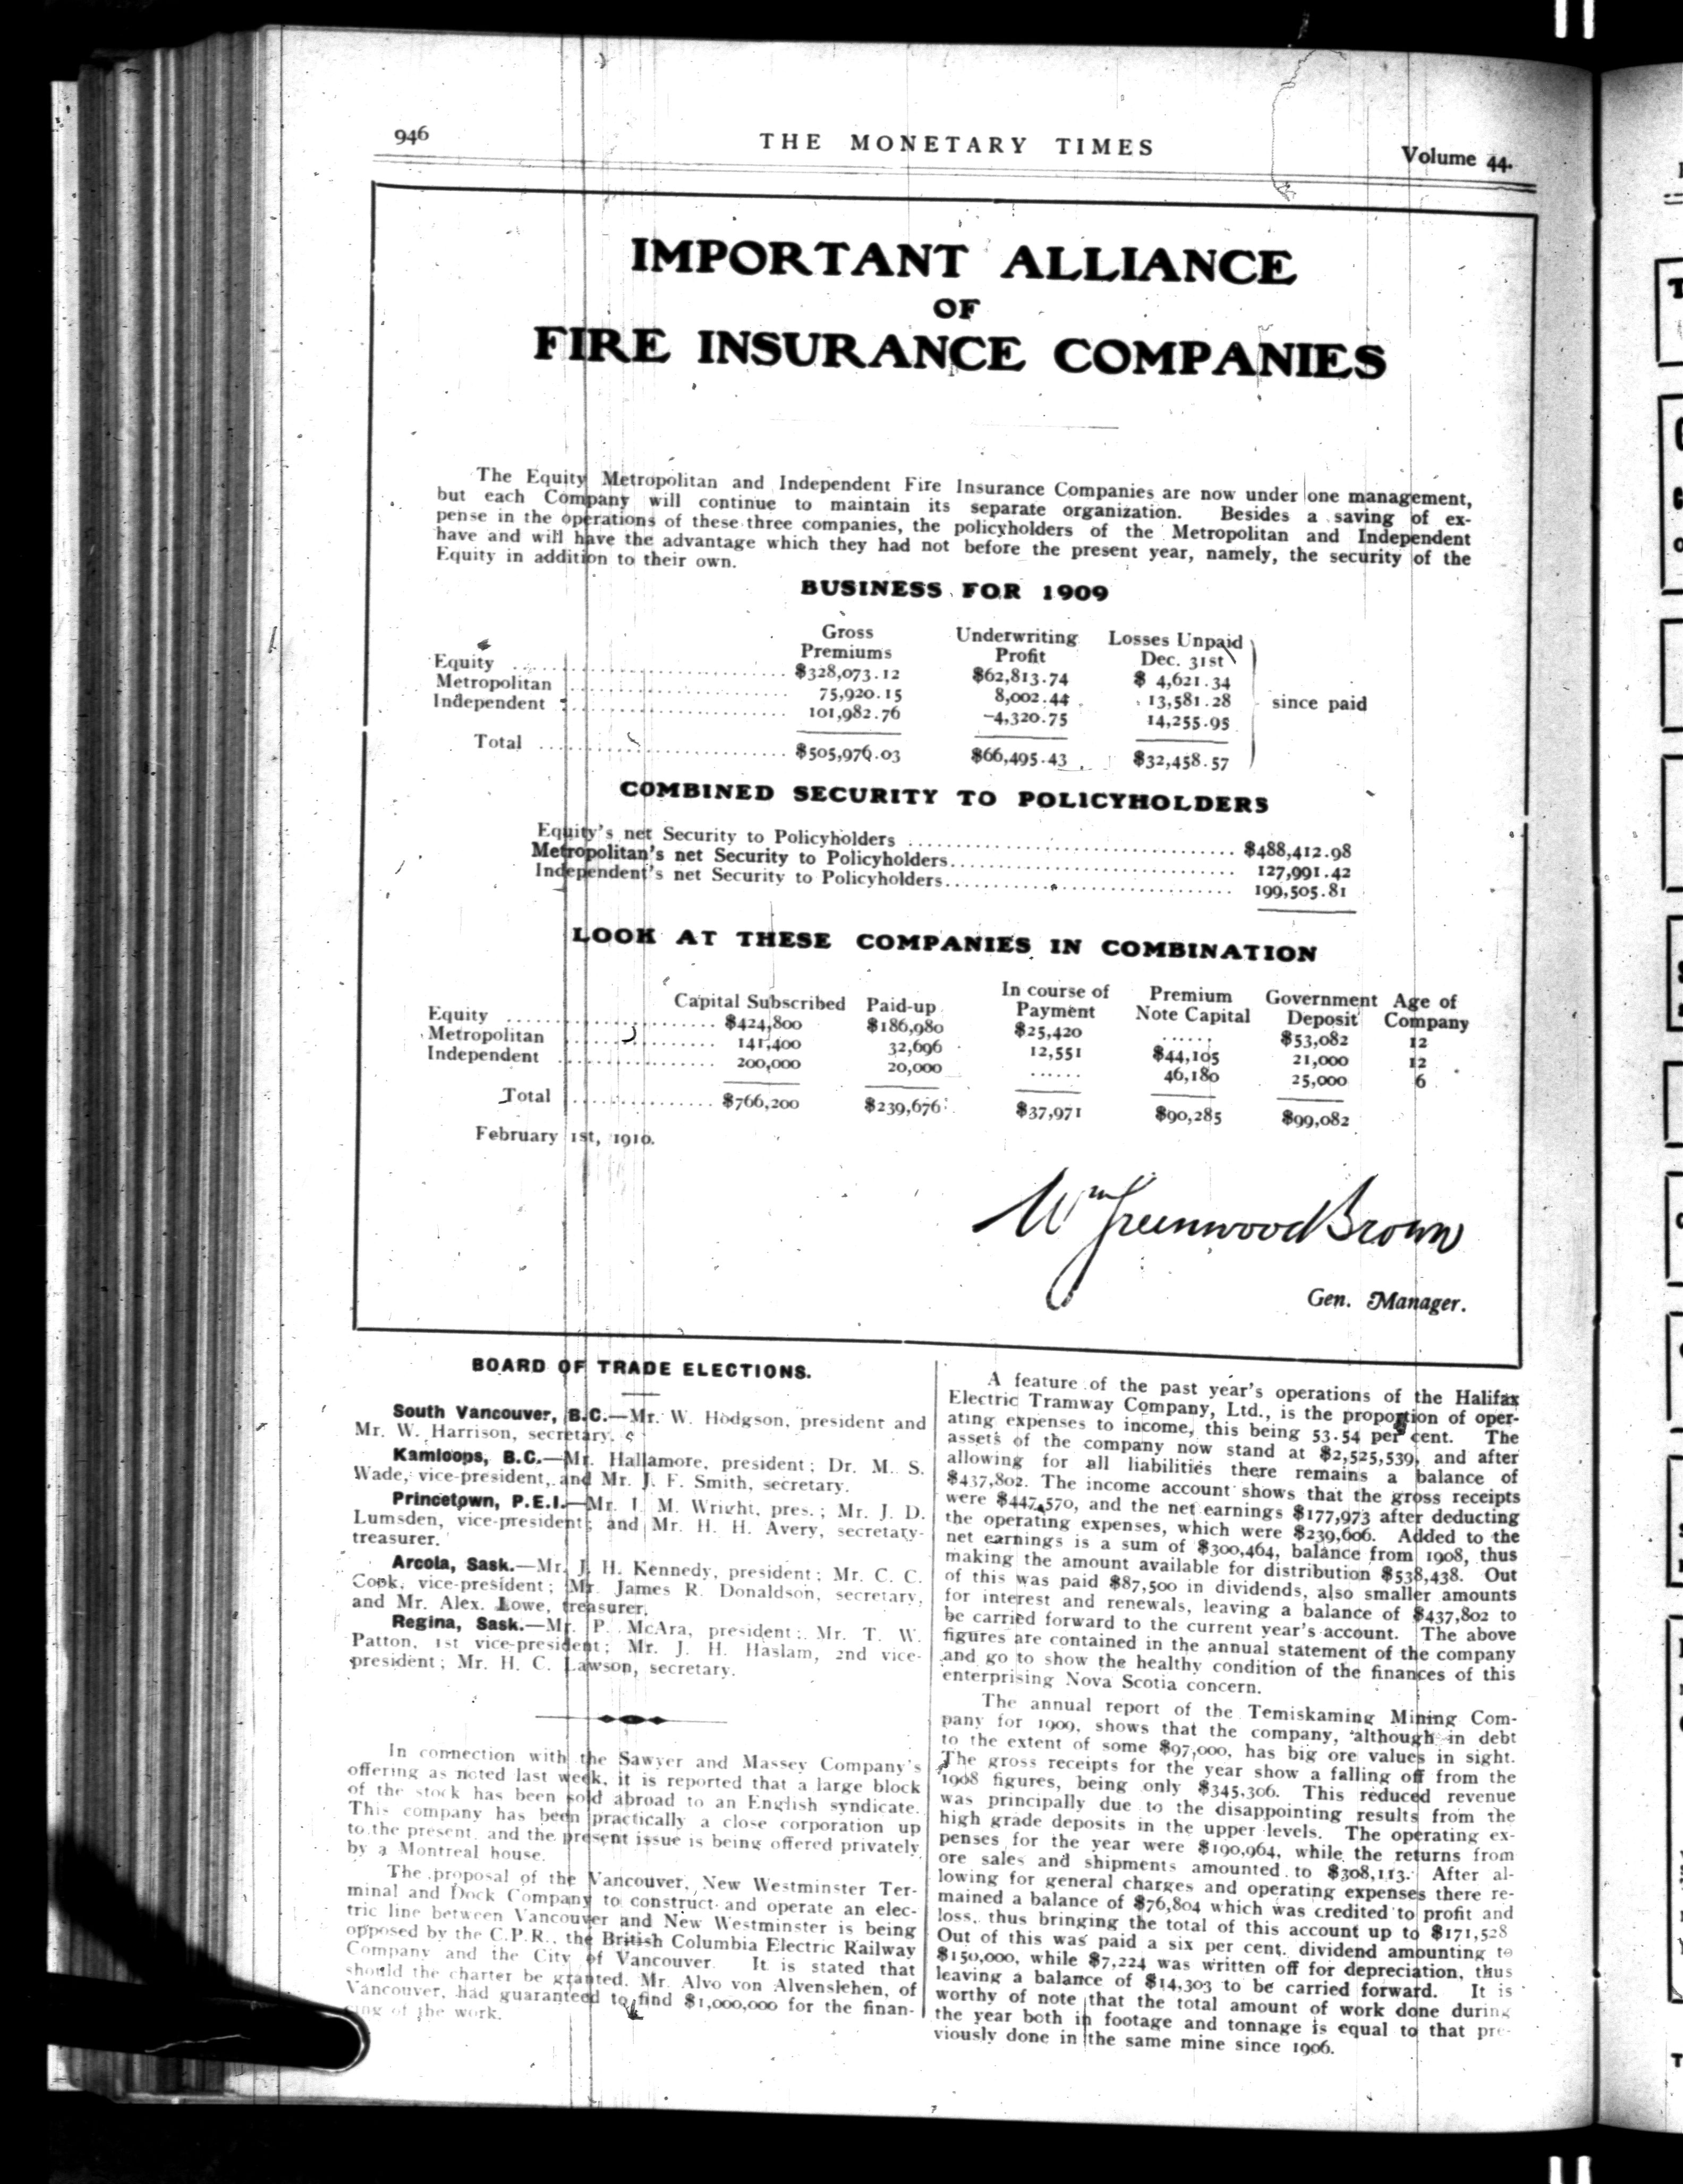 946
THE MONETARY TIMES
Volume 44.
IMPORTANT ALLIANCE
OF
FIRE INSURANCE COMPANIES
The Equity Metropolitan and Independent Fire Insurance Companies are now under one management,
but each Company will continue to maintain its separate organization. Besides a saving of ex-
pense in the operations of these three companies, the policyholders of the Metropolitan and Independent
have and will have the advantage which they had not before the present year, namely, the security of the
Equity in addition to their own.
BUSINESS FOR 1909
Gross Underwriting Losses Unpaid
Premiums Profit Dec. 31st
Equity .... $328,073.12 $62,813.74 $ 4,621.34
Metropolitan .... 75,920.15 8,002.44 13,581.28 since paid
Independent .... 101,982.76 -4,320.75 14,255.95
Total .... $505,976.03 $66,495.43 $32,458.57
COMBINED SECURITY TO POLICYHOLDERS
Equity's net Security to Policyholders .... $488,412.98
Metropolitan's net Security to Policyholders.... 127,991.42
Independent's net Security to Policyholders.... 199,505.81
LOOK AT THESE COMPANIES IN COMBINATION
In course of Premium Government Age of
Capital Subscribed Paid-up Payment Note Capital Deposit Company
Equity .... $424,800 $186,980 $25,420 ...... $53,082 12
Metropolitan .... 141,400 32,696 12,551 $44,105 21,000 12
Independent .... 200,000 20,000 ...... 46,180 25,000 6
Total .... $766,200 $239,676 $37,971 $90,285 $99,082
February 1st, 1910.
Wm Greenwood Brown
Gen. Manager.
BOARD OF TRADE ELECTIONS.
South Vancouver, B.C.—Mr. W. Hodgson, president and
Mr. W. Harrison, secretary.
Kamloops, B.C.—Mr. Hallamore, president; Dr. M. S.
Wade, vice-president, and Mr. J. F. Smith, secretary.
Princetown, P.E.I.—Mr. I. M. Wright, pres.; Mr. J. D.
Lumsden, vice-president; and Mr. H. H. Avery, secretary-
treasurer.
Arcola, Sask.—Mr. J. H. Kennedy, president; Mr. C. C.
Cook, vice-president; Mr. James R. Donaldson, secretary,
and Mr. Alex. Lowe, treasurer.
Regina, Sask.—Mr. P. McAra, president; Mr. T. W.
Patton, 1st vice-president; Mr. J. H. Haslam, 2nd vice-
president; Mr. H. C. Lawson, secretary.
In connection with the Sawyer and Massey Company's
offering as noted last week, it is reported that a large block
of the stock has been sold abroad to an English syndicate.
This company has been practically a close corporation up
to the present, and the present issue is being offered privately
by a Montreal house.
The proposal of the Vancouver, New Westminster Ter-
minal and Dock Company to construct and operate an elec-
tric line between Vancouver and New Westminster is being
opposed by the C.P.R., the British Columbia Electric Railway
Company and the City of Vancouver. It is stated that
should the charter be granted, Mr. Alvo von Alvenslehen, of
Vancouver, had guaranteed to find $1,000,000 for the finan-
cing of the work.
A feature of the past year's operations of the Halifax
Electric Tramway Company, Ltd., is the proportion of oper-
ating expenses to income, this being 53.54 per cent. The
assets of the company now stand at $2,525,539, and after
allowing for all liabilities there remains a balance of
$437,802. The income account shows that the gross receipts
were $447,570, and the net earnings $177,973 after deducting
the operating expenses, which were $239,606. Added to the
net earnings is a sum of $300,464, balance from 1908, thus
making the amount available for distribution $538,438. Out
of this was paid $87,500 in dividends, also smaller amounts
for interest and renewals, leaving a balance of $437,802 to
be carried forward to the current year's account. The above
figures are contained in the annual statement of the company
and go to show the healthy condition of the finances of this
enterprising Nova Scotia concern.
The annual report of the Temiskaming Mining Com-
pany for 1909, shows that the company, although in debt
to the extent of some $97,000, has big ore values in sight.
The gross receipts for the year show a falling off from the
1908 figures, being only $345,306. This reduced revenue
was principally due to the disappointing results from the
high grade deposits in the upper levels. The operating ex-
penses for the year were $190,964, while the returns from
ore sales and shipments amounted to $308,113. After al-
lowing for general charges and operating expenses there re-
mained a balance of $76,804 which was credited to profit and
loss, thus bringing the total of this account up to $171,528
Out of this was paid a six per cent. dividend amounting to
$150,000, while $7,224 was written off for depreciation, thus
leaving a balance of $14,303 to be carried forward. It is
worthy of note that the total amount of work done during
the year both in footage and tonnage is equal to that pre-
viously done in the same mine since 1906.